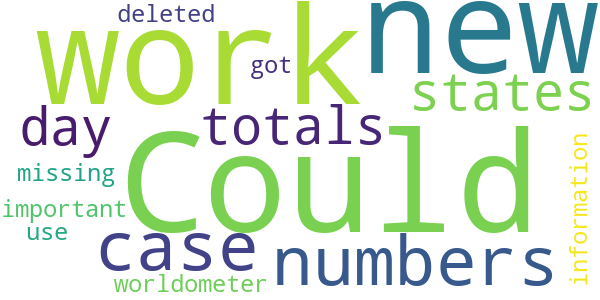 deleted
work new
got
states
day totals
missing Could information
important
use
case numbers
worldometer